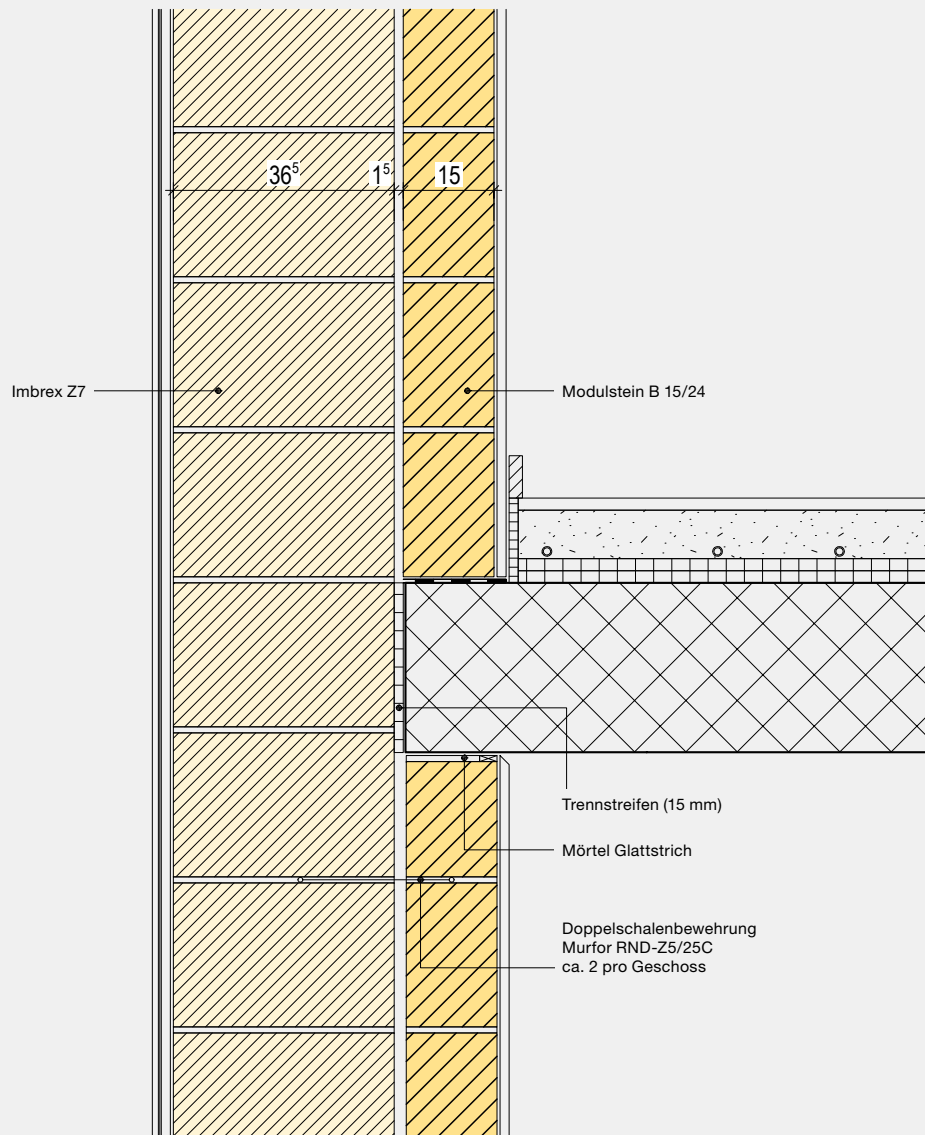 36⁵ 1⁵ 15
Imbrex Z7
Modulstein B 15/24
Trennstreifen (15 mm)
Mörtel Glattstrich
Doppelschalenbewehrung
Murfor RND-Z5/25C
ca. 2 pro Geschoss